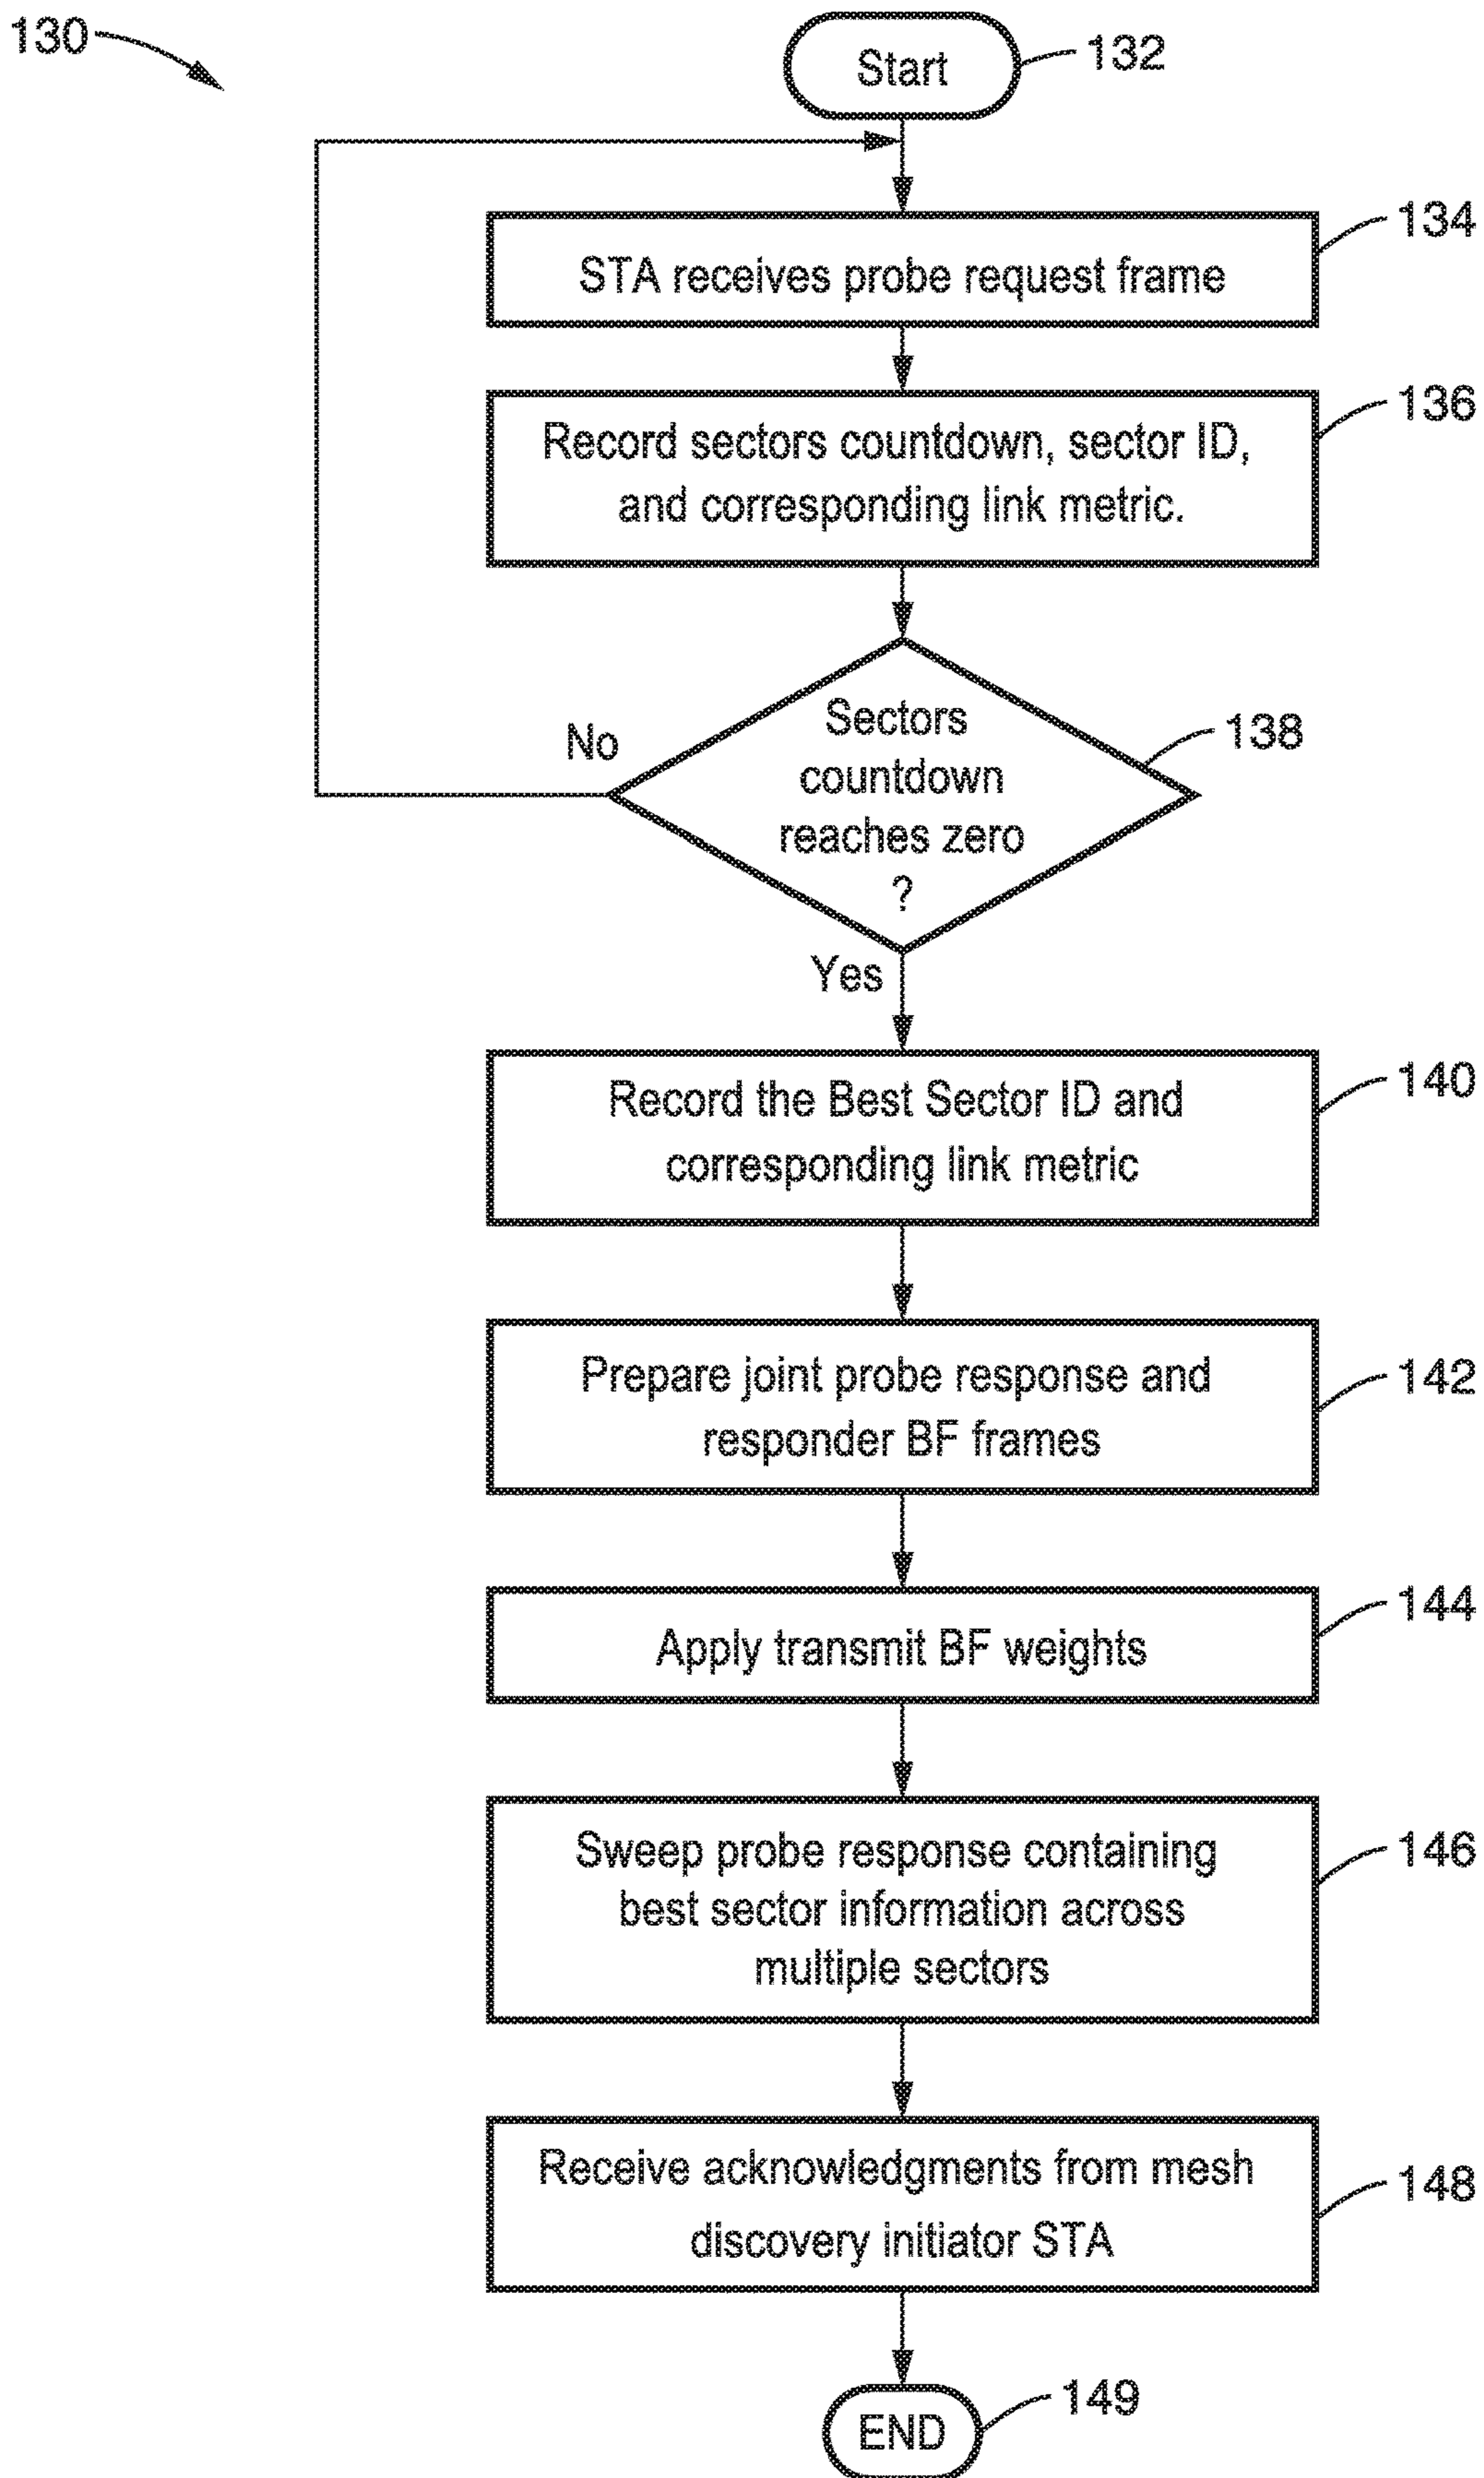 130
Start
132
STA receives probe request frame
134
Record sectors countdown, sector ID,
and corresponding link metric.
136
Sectors
countdown
reaches zero
?
138
No
Yes
Record the Best Sector ID and
corresponding link metric
140
Prepare joint probe response and
responder BF frames
142
Apply transmit BF weights
144
Sweep probe response containing
best sector information across
multiple sectors
146
Receive acknowledgments from mesh
discovery initiator STA
148
END
149